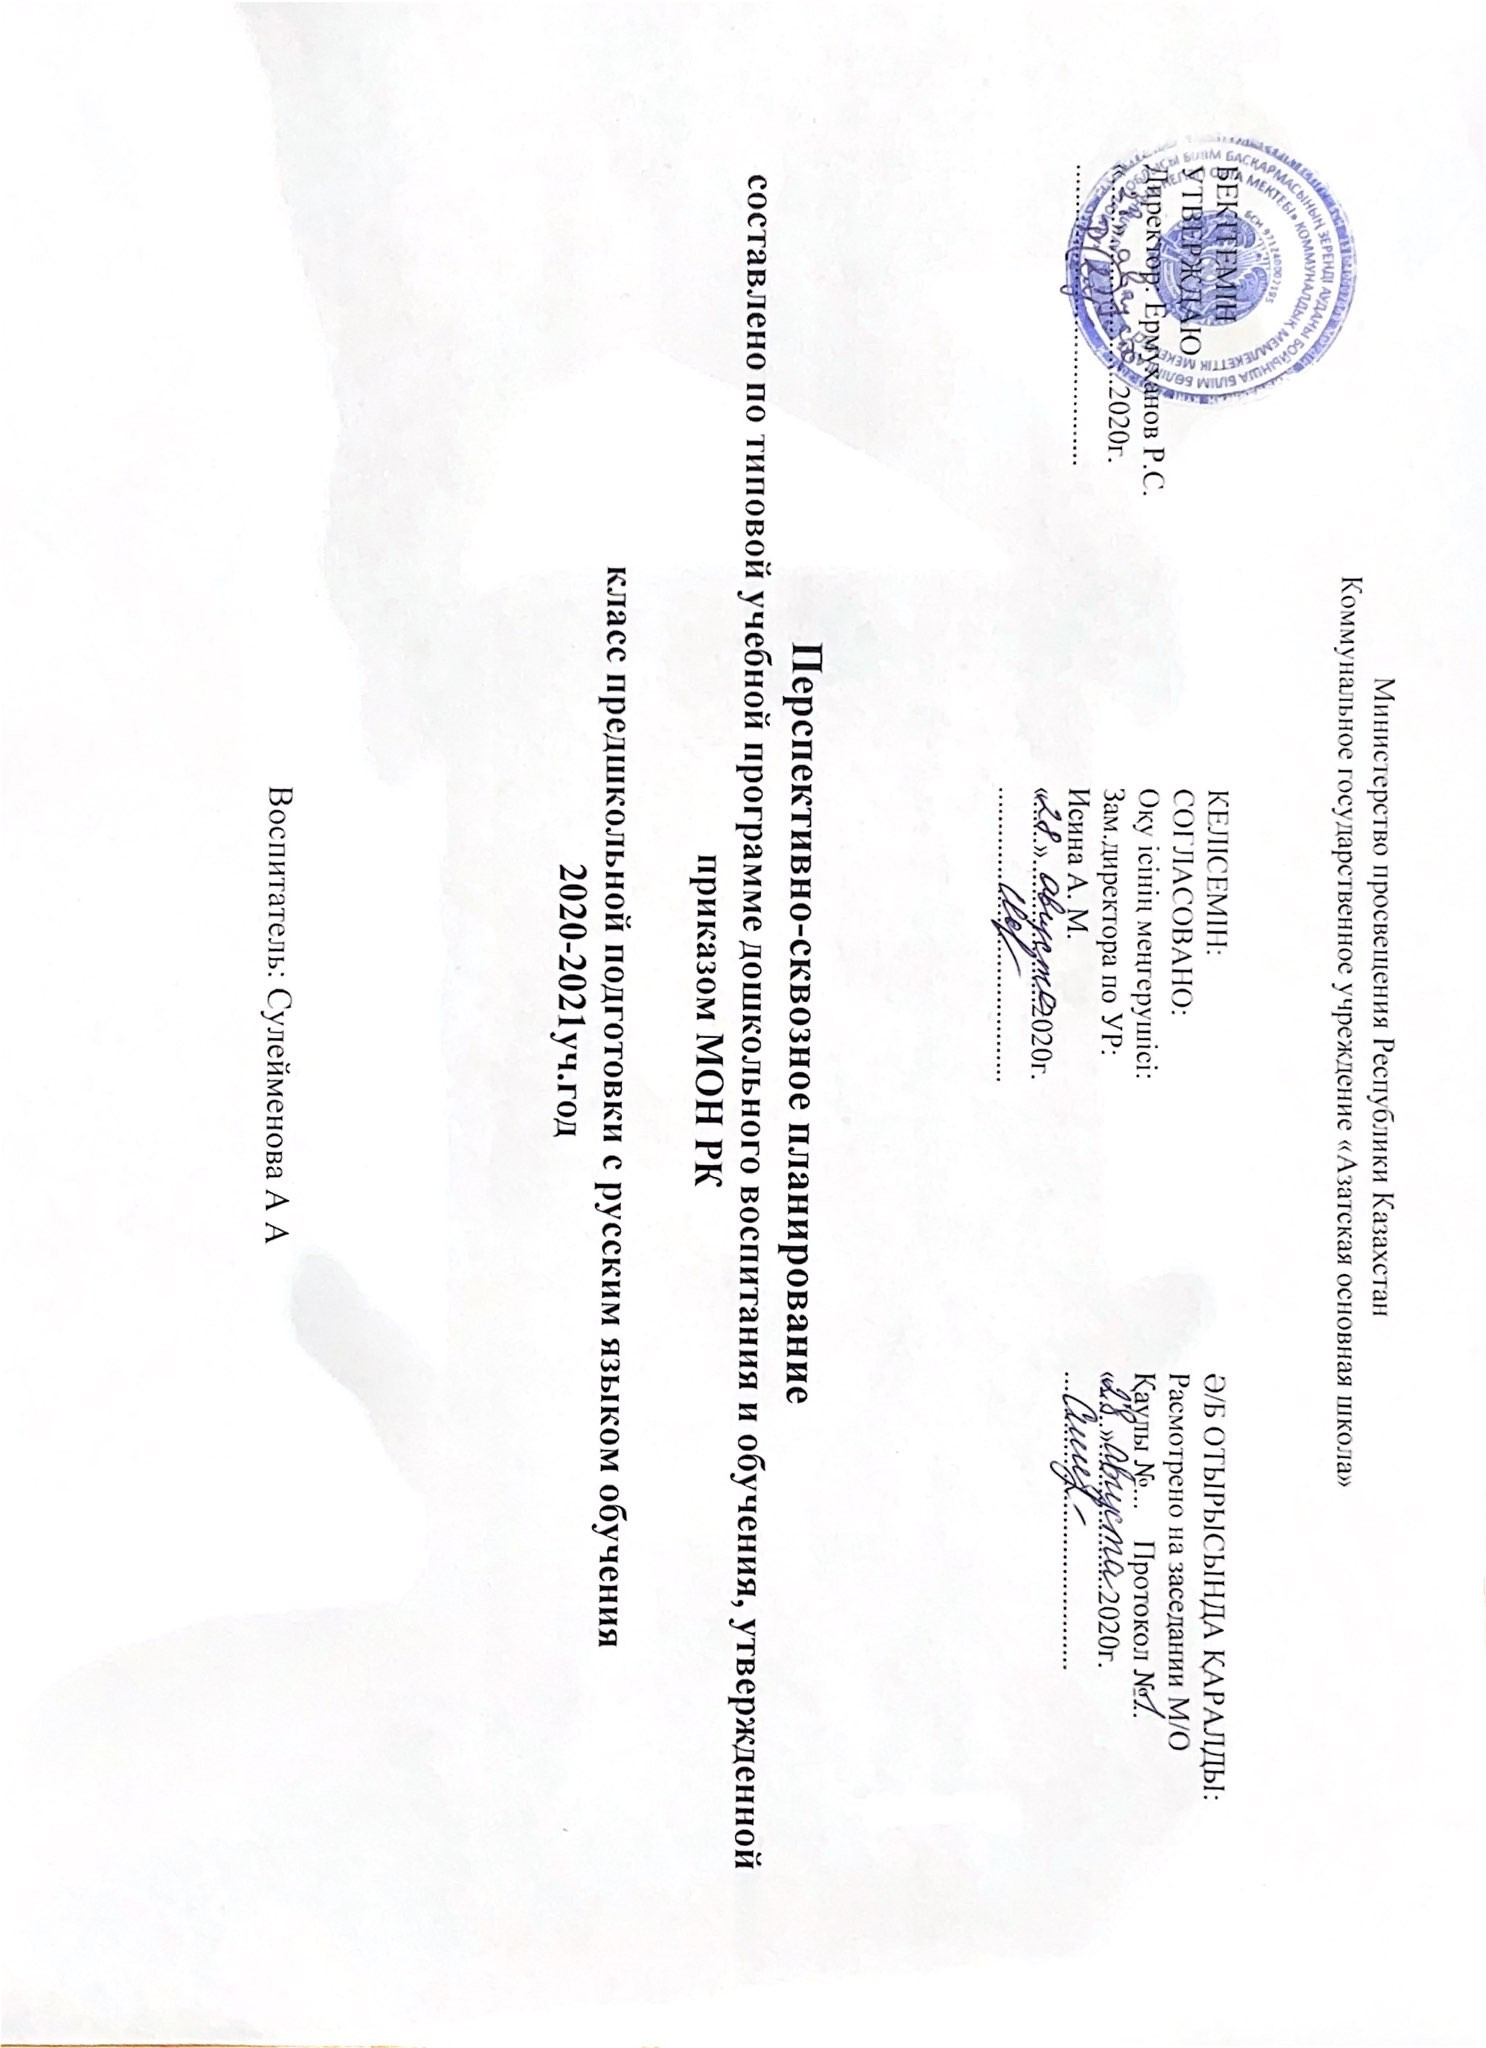 Министерство просвещения Республики Казахстан
Коммунальное государственное учреждение «Азатская основная школа»
БЕКІТЕМІН
УТВЕРЖДАЮ
Директор: Ермуханов Р.С.
августа 2020г.
КЕЛІСЕМІН:
СОГЛАСОВАНО:
Оқу ісінің меңгерушісі:
Зам.директора по УР:
Исина А. М.
«28» августа 2020г.
Ә/Б ОТЫРЫСЫНДА ҚАРАЛДЫ:
Расмотрено на заседании М/О
Қаулы №... Протокол №1.
«28» августа 2020г.
Перспективно-сквозное планирование
составлено по типовой учебной программе дошкольного воспитания и обучения, утвержденной
приказом МОН РК
класс предшкольной подготовки с русским языком обучения
2020-2021уч.год
Воспитатель: Сулейменова А А